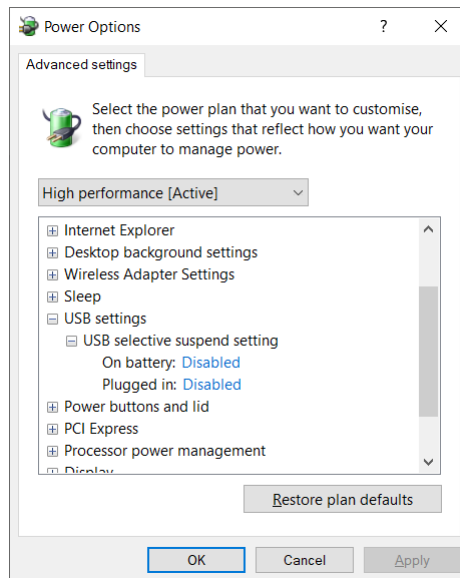 Power Options
Advanced settings
Select the power plan that you want to customise,
then choose settings that reflect how you want your
computer to manage power.
High performance [Active]
Internet Explorer
Desktop background settings
Wireless Adapter Settings
Sleep
USB settings
USB selective suspend setting
On battery: Disabled
Plugged in: Disabled
Power buttons and lid
PCI Express
Processor power management
Display
Restore plan defaults
OK Cancel Apply